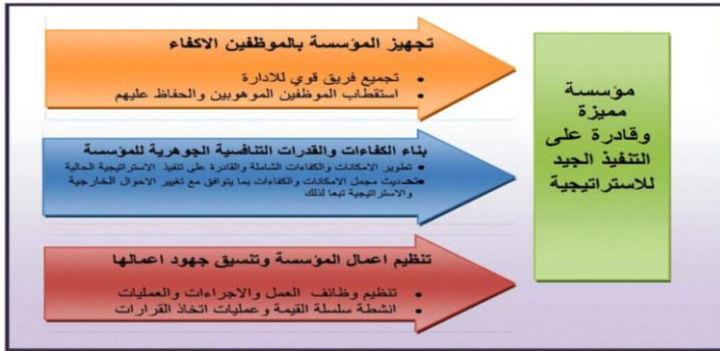 تجهيز المؤسسة بالموظفين الاكفاء
• تجميع فريق قوي للادارة
• استقطاب الموظفين الموهوبين والحفاظ عليهم
بناء الكفاءات والقدرات التنافسية الجوهرية للمؤسسة
• تطوير الامكانات والكفاءات الشاملة والقادرة على تنفيذ الاستراتيجية الحالية
• تحديث مجمل الامكانات والكفاءات بما يتوافق مع تغيير الاحوال الخارجية
والاستراتيجية تبعا لذلك
تنظيم اعمال المؤسسة وتنسيق جهود اعمالها
• تنظيم وظائف العمل والاجراءات والعمليات
• انشطة سلسلة القيمة وعمليات اتخاذ القرارات
مؤسسة
مميزة
وقادرة على
التنفيذ الجيد
للاستراتيجية